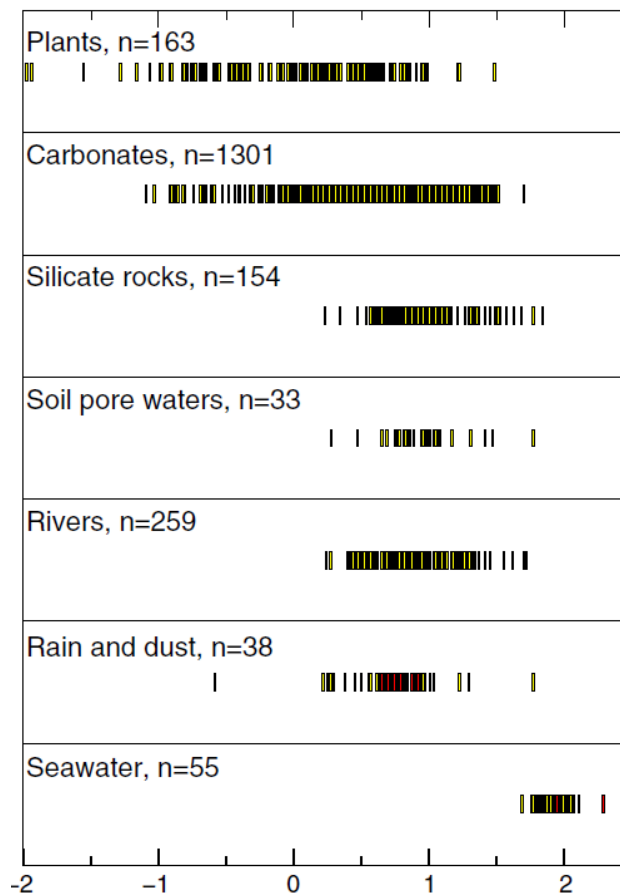 Plants, n=163
Carbonates, n=1301
Silicate rocks, n=154
Soil pore waters, n=33
Rivers, n=259
Rain and dust, n=38
Seawater, n=55
-2 -1 0 1 2